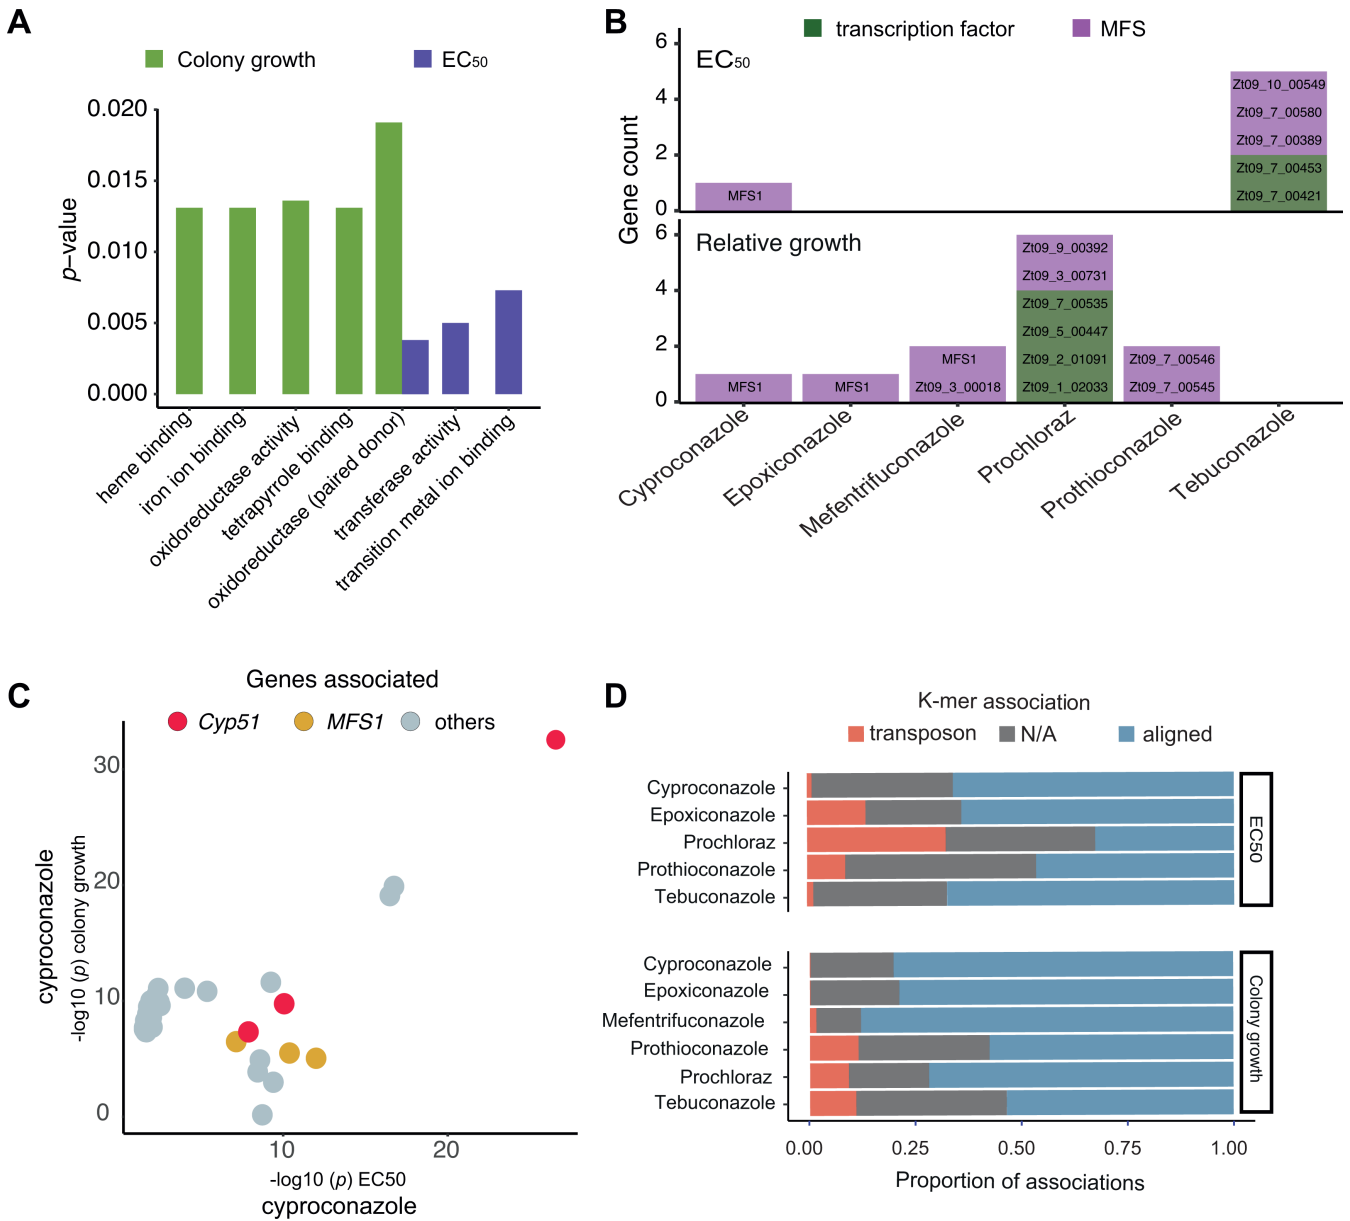 A
Colony growth
EC50
p–value
0.020
0.015
0.010
0.005
0.000
heme binding
iron ion binding
oxidoreductase activity
tetrapyrrole binding
oxidoreductase (paired donor)
transferase activity
transition metal ion binding
B
transcription factor
MFS
Gene count
EC50
6
4
2
0
MFS1
Zt09_10_00549
Zt09_7_00580
Zt09_7_00389
Zt09_7_00453
Zt09_7_00421
Relative growth
6
4
2
0
MFS1
MFS1
MFS1
Zt09_3_00018
Zt09_9_00392
Zt09_3_00731
Zt09_7_00535
Zt09_5_00447
Zt09_2_01091
Zt09_1_02033
Zt09_7_00546
Zt09_7_00545
Cyproconazole
Epoxiconazole
Mefentrifuconazole
Prochloraz
Prothioconazole
Tebuconazole
C
Genes associated
Cyp51
MFS1
others
cyproconazole
-log10 (p) colony growth
30
20
10
0
10
20
-log10 (p) EC50
cyproconazole
D
K-mer association
transposon
N/A
aligned
Cyproconazole
Epoxiconazole
Prochloraz
Prothioconazole
Tebuconazole
EC50
Cyproconazole
Epoxiconazole
Mefentrifuconazole
Prothioconazole
Prochloraz
Tebuconazole
Colony growth
0.00
0.25
0.50
0.75
1.00
Proportion of associations